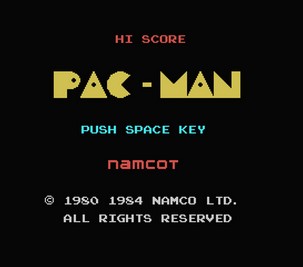 HI SCORE
PAC-MAN
PUSH SPACE KEY
namcot
© 1980 1984 NAMCO LTD.
ALL RIGHTS RESERVED